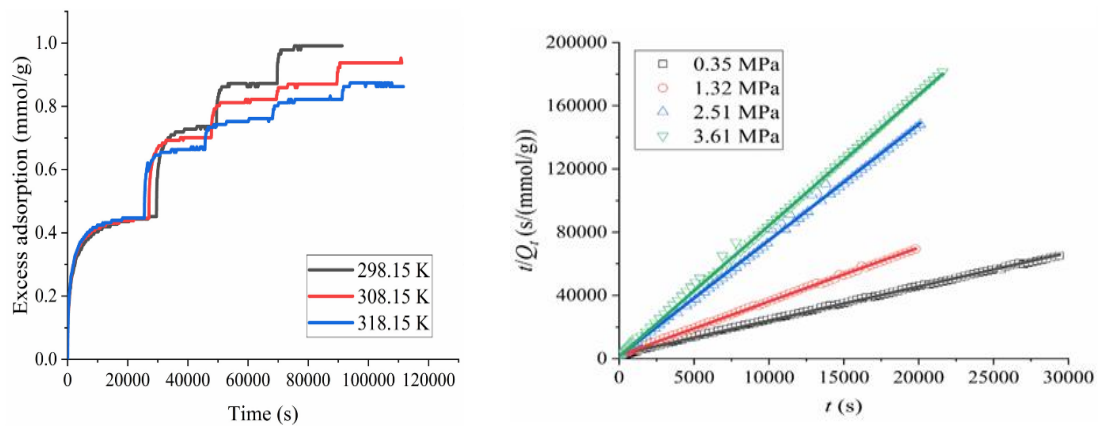 1.0
0.8
0.6
0.4
0.2
0.0
Excess adsorption (mmol/g)
298.15 K
308.15 K
318.15 K
0 20000 40000 60000 80000 100000 120000
Time (s)
200000
160000
120000
80000
40000
0
t/Qt (s/(mmol/g))
0.35 MPa
1.32 MPa
2.51 MPa
3.61 MPa
0 5000 10000 15000 20000 25000 30000
t (s)